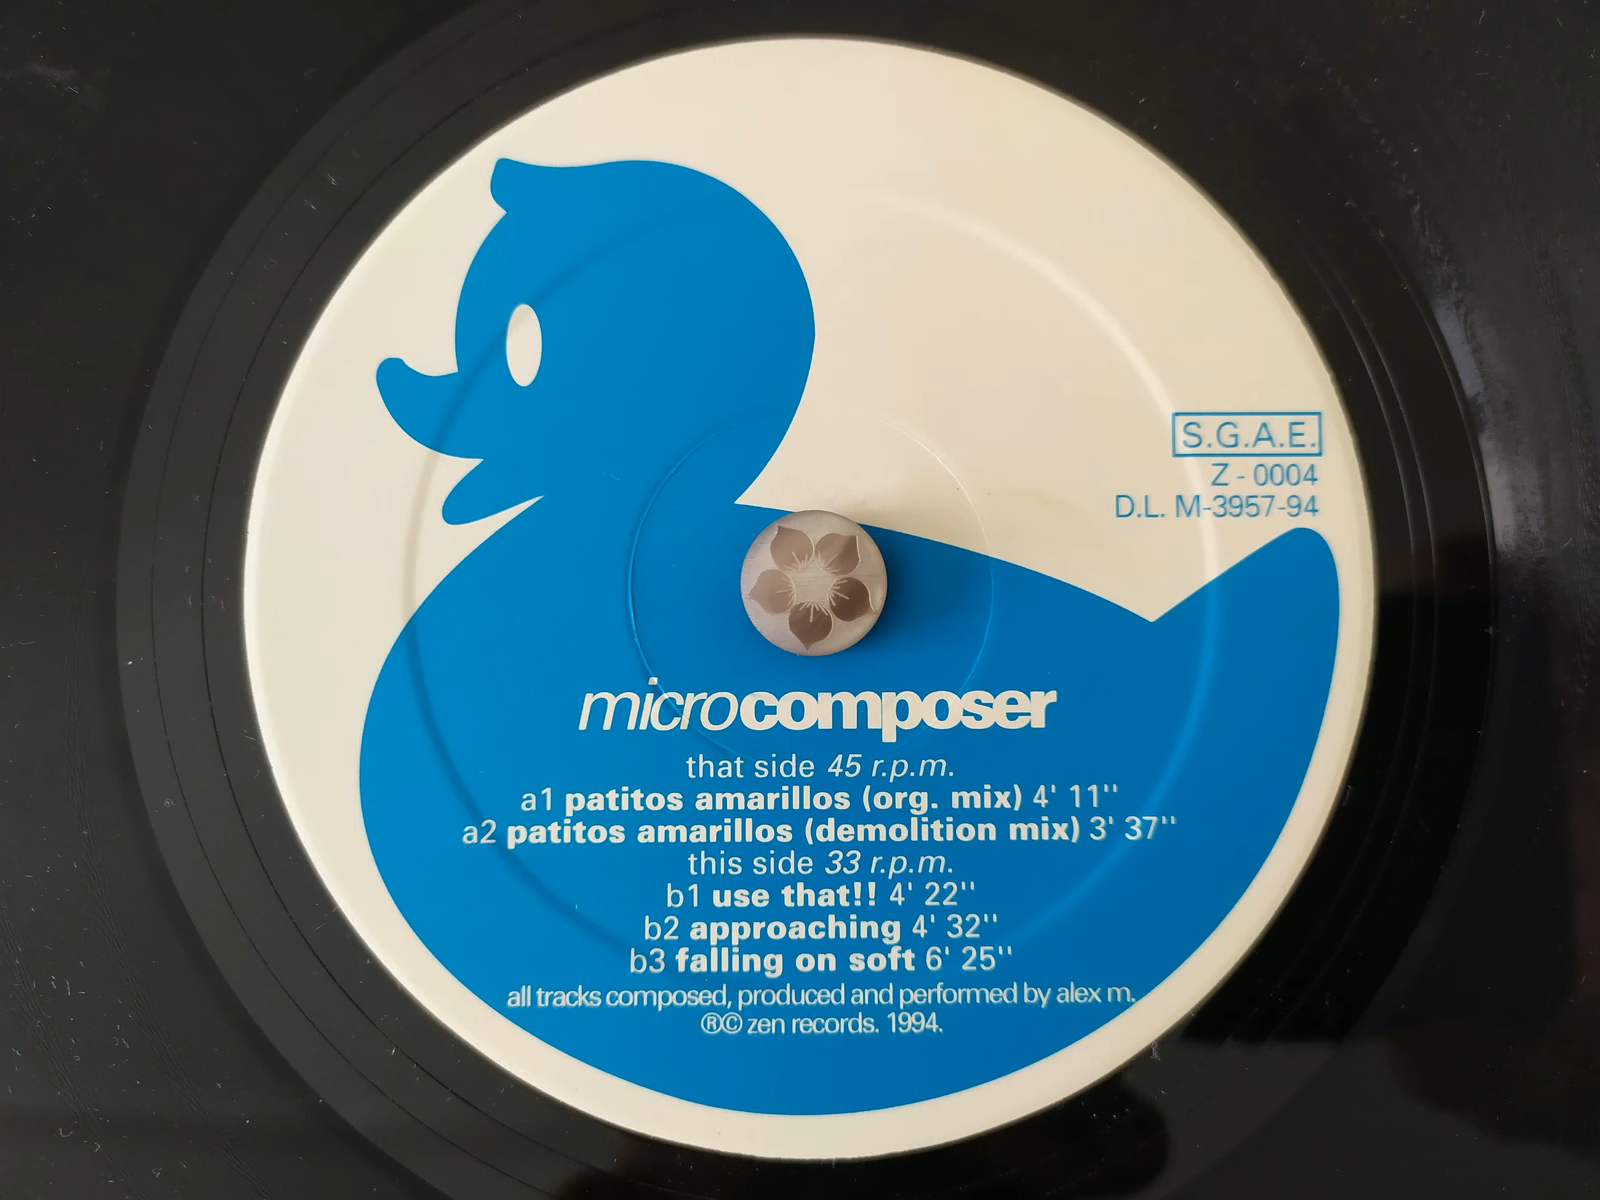 S.G.A.E.
Z - 0004
D.L. M-3957-94
microcomposer
that side 45 r.p.m.
a1 patitos amarillos (org. mix) 4' 11''
a2 patitos amarillos (demolition mix) 3' 37''
this side 33 r.p.m.
b1 use that!! 4' 22''
b2 approaching 4' 32''
b3 falling on soft 6' 25''
all tracks composed, produced and performed by alex m.
®© zen records. 1994.